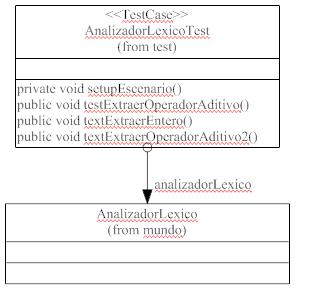 <<TestCase>>
AnalizadorLexicoTest
(from test)
private void setupEscenario()
public void testExtraerOperadorAditivo()
public void textExtraerEntero()
public void textExtraerOperadorAditivo2()
analizadorLexico
AnalizadorLexico
(from mundo)